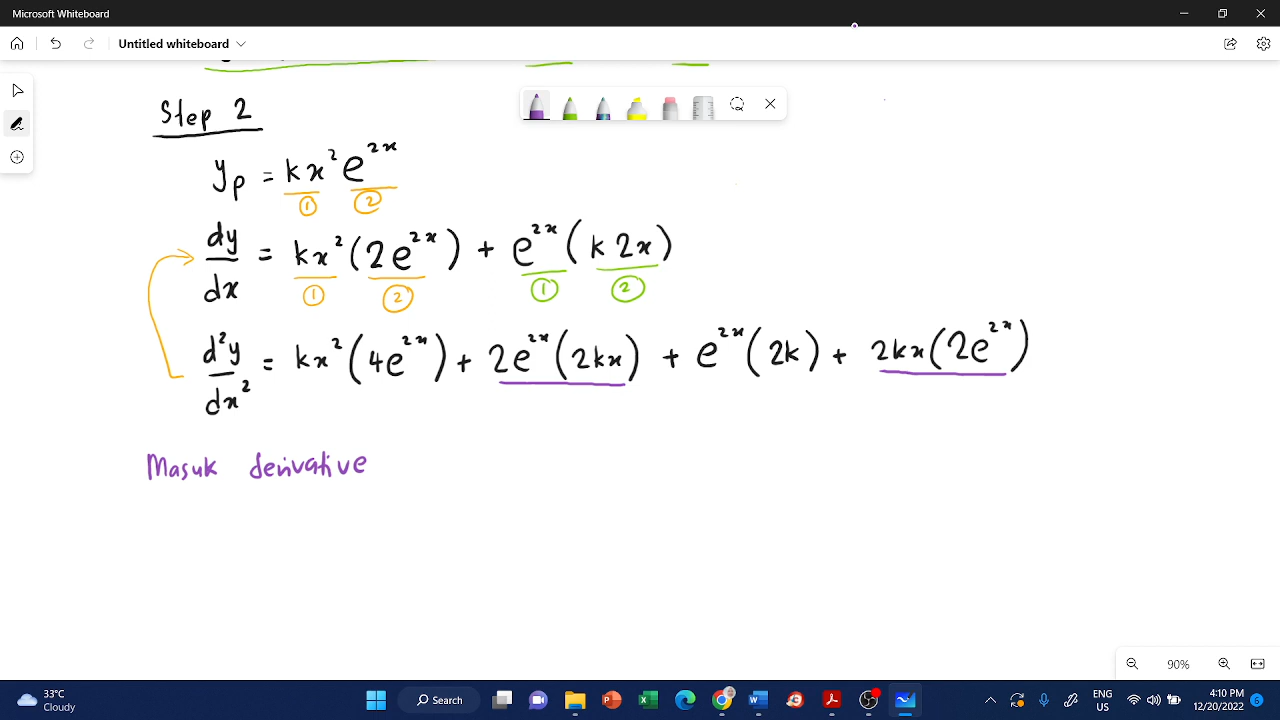 Microsoft Whiteboard
Untitled whiteboard
Step 2
yp = kx² e^2x
① ②
dy/dx = kx² (2e^2x) + e^2x (k 2x)
① ② ① ②
d²y/dx² = kx² (4e^2x) + 2e^2x (2kx) + e^2x (2k) + 2kx (2e^2x)
Masuk derivative
90%
33°C
Cloudy
Search
ENG
US
4:10 PM
12/20/2022
6